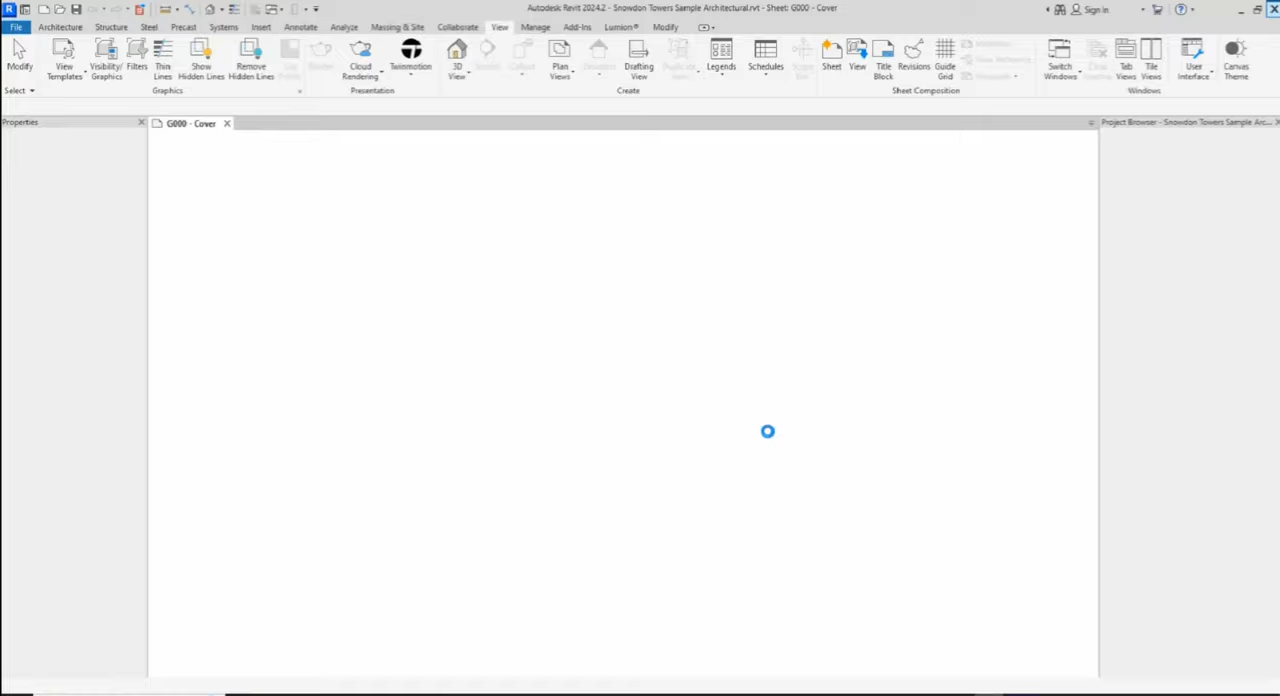 Autodesk Revit 2024.2 - Snowdon Towers Sample Architectural.rvt - Sheet: G000 - Cover
Sign In
File Architecture Structure Steel Precast Systems Insert Annotate Analyze Massing & Site Collaborate View Manage Add-Ins Lumion® Modify
Modify View Templates Visibility/ Graphics Filters Thin Lines Show Hidden Lines Remove Hidden Lines Cloud Rendering Twinmotion 3D View Plan Views Drafting View Legends Schedules Sheet View Title Block Revisions Guide Grid Switch Windows Tab Views Tile Views User Interface Canvas Theme
Select Graphics Presentation Create Sheet Composition Windows
Properties
G000 - Cover
Project Browser - Snowdon Towers Sample Arc...